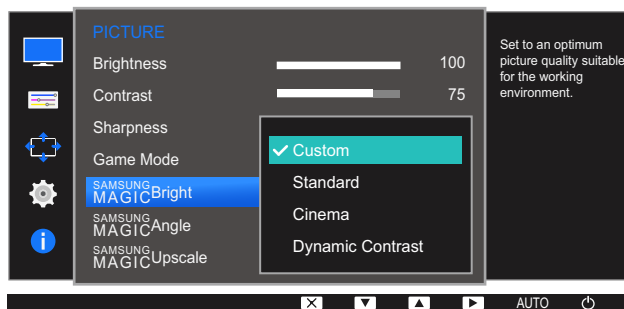 PICTURE
Brightness 100
Contrast 75
Sharpness
Game Mode
SAMSUNG
MAGICBright
SAMSUNG
MAGICAngle
SAMSUNG
MAGICUpscale
Custom
Standard
Cinema
Dynamic Contrast
Set to an optimum
picture quality suitable
for the working
environment.
AUTO